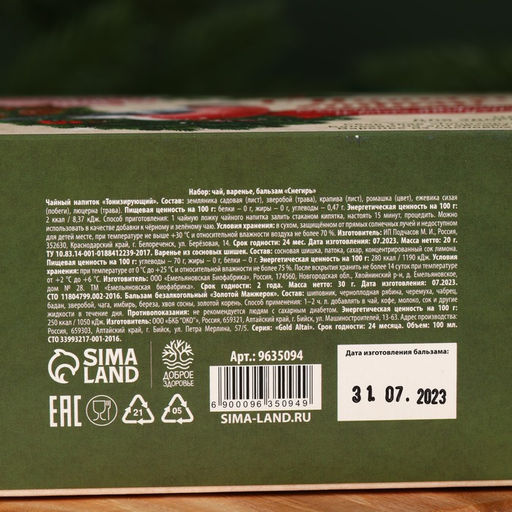 Набор: чай, варенье, бальзам «Снегирь»
Чайный напиток «Тонизирующий». Состав: земляника садовая (лист), зверобой (трава), крапива (лист), ромашка (цвет), ежевика сизая
(побеги), люцерна (трава). Пищевая ценность на 100 г: белки – 0 г, жиры – 0 г, углеводы – 0,47 г. Энергетическая ценность на 100 г:
2 ккал / 8,37 кДж. Способ приготовления: 1 чайную ложку чайного напитка залить стаканом кипятка, настоять 15 минут, процедить. Можно
использовать в качестве добавки к чёрному и зелёному чаю. Условия хранения: в сухом, защищённом от прямых солнечных лучей и недоступном
для детей месте, при температуре не выше +30 °С и относительной влажности воздуха не более 70 %. Срок годности: 24 мес. Дата изготовления: 07.2023. Масса нетто: 20 г.
ТУ 10.83.14-001-0188412239-2017. Изготовитель: ИП Подчасов М. И., Россия,
352630, Краснодарский край, г. Белореченск, ул. Берёзовая, 14.
Варенье из сосновых шишек. Состав: сосновая шишка, патока, сахар, концентрированный сок лимона.
Пищевая ценность на 100 г: углеводы – 70 г, белки – 0 г, жиры – 0 г. Энергетическая ценность на 100 г: 280 ккал / 1190 кДж. Условия
хранения: при температуре от 0 °С до +25 °С и относительной влажности не более 75 %. После вскрытия хранить не более 14 суток при температуре
от +2 °С до +6 °С. Изготовитель: ООО «Емельяновская Биофабрика», Россия, Новгородская обл., Хвойнинский р-н, д. Емельяновское,
дом № 28. ТМ «Емельяновская биофабрика». Срок годности: 2 года. Масса нетто: 30 г. Дата изготовления: 07.2023.
СТО 11804799.002-2016. Бальзам безалкогольный «Золотой Манжерок». Состав: шиповник, черноплодная рябина, черемуха, чабрец,
бадан, зверобой, чага, имбирь, береза, хвоя сосны, золотой корень. Способ применения: 1–2 ч. л. добавлять в чай, кофе, молоко, сок и другие
жидкости в течение дня. Противопоказания: не рекомендуется лицам с сахарным диабетом. Энергетическая ценность на 100 г:
250 ккал / 1050 кДж. Изготовитель: ООО «БКБ "ОКО"», Россия, 659321, Алтайский край, г. Бийск, ул. Машиностроителей, 13-63. Адрес производства:
Россия, 659303, Алтайский край, г. Бийск, ул. Петра Мерлина, 57/5. Серия: «Gold Altai». Срок годности: 24 месяца. Объём: 100 мл.
СТО 33993217-001-2016.
SIMA
LAND
ДОБРОЕ
ЗДОРОВЬЕ
Арт.: 9635094
6 900096 350949
SIMA-LAND.RU
EAC
21
05
Дата изготовления бальзама:
31 07. 2023